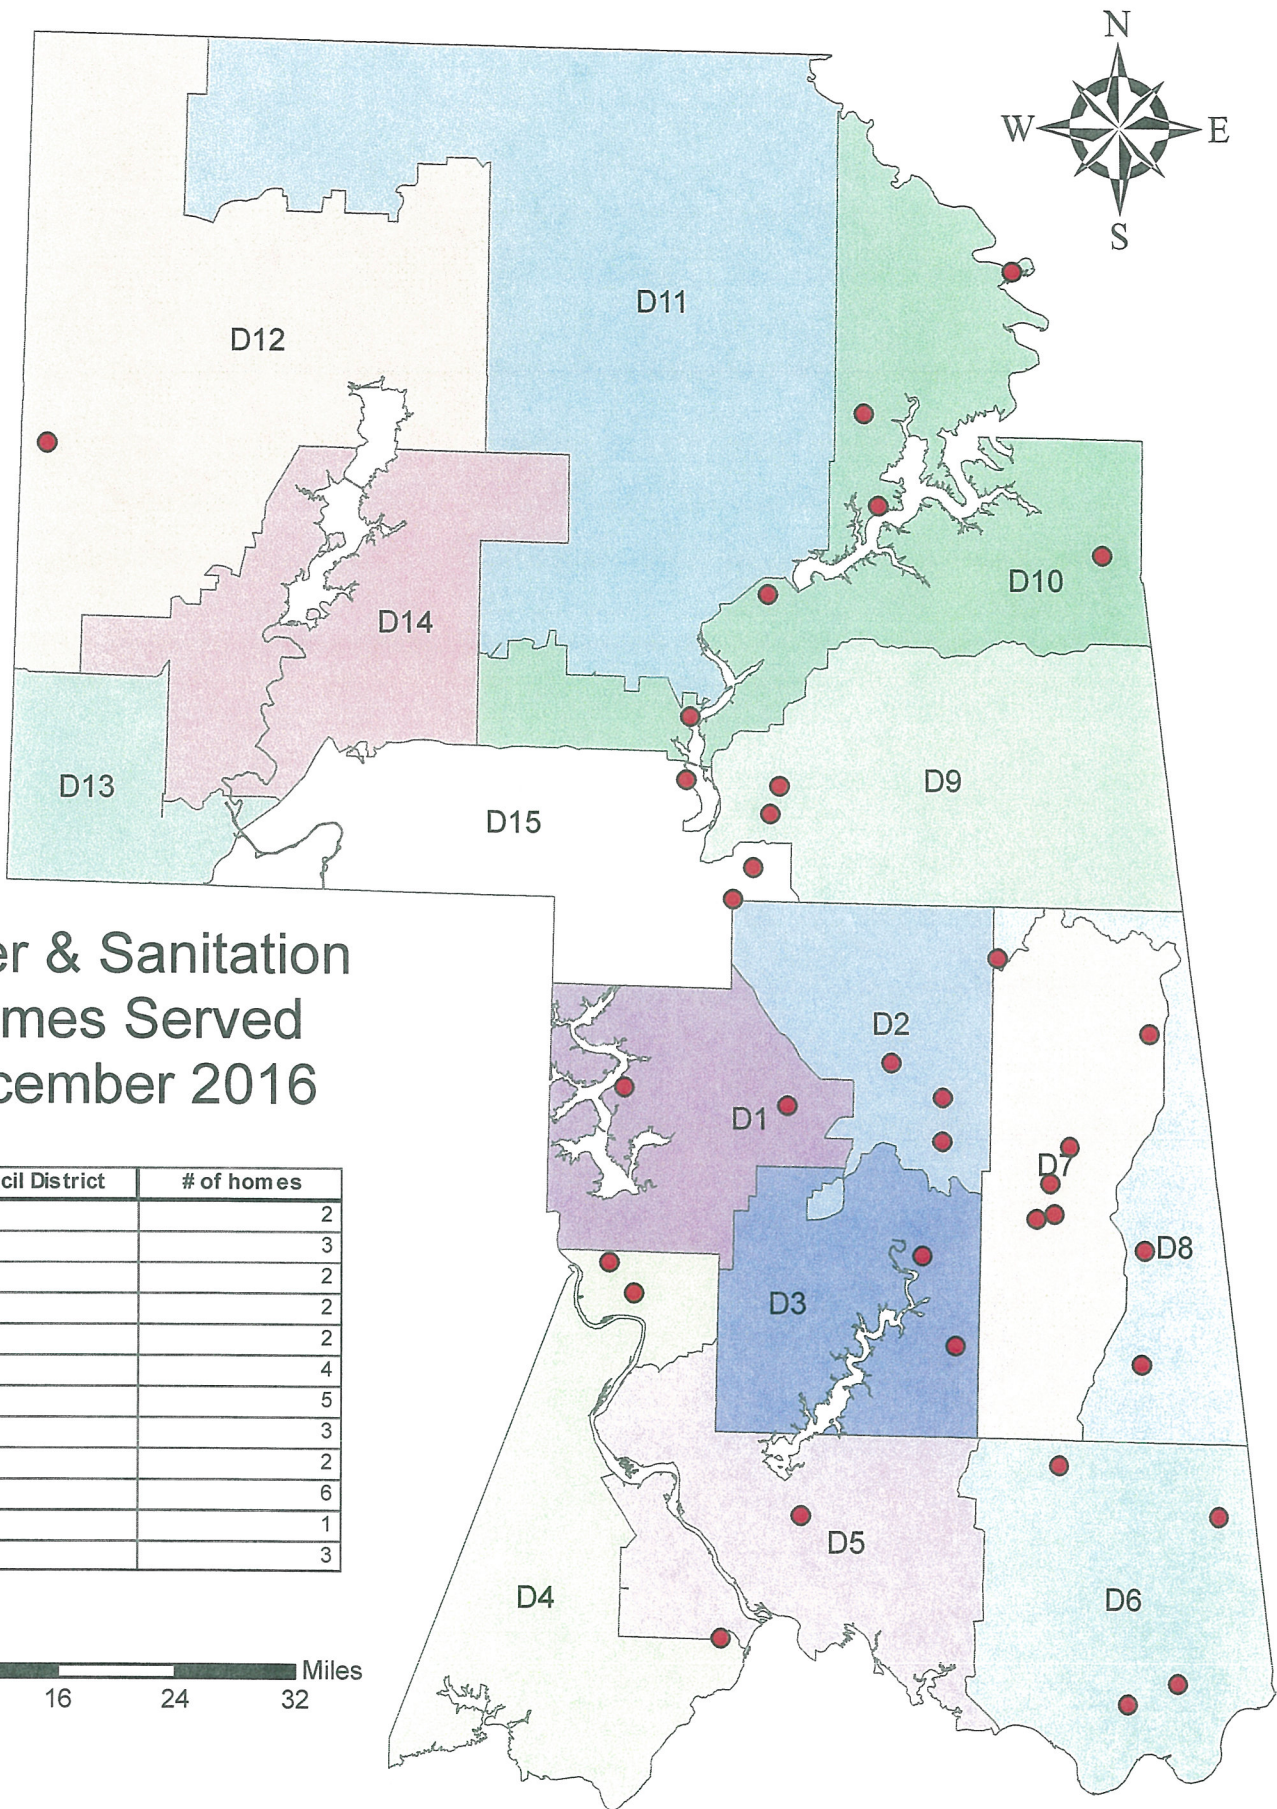 N
W E
S
D11
D12
D10
D14
D9
D13
D15
er & Sanitation
mes Served
cember 2016
D2
D1
D7
D8
D3
cil District # of homes
2
3
2
2
2
4
5
3
2
6
1
3
D5
D4
D6
Miles
16 24 32